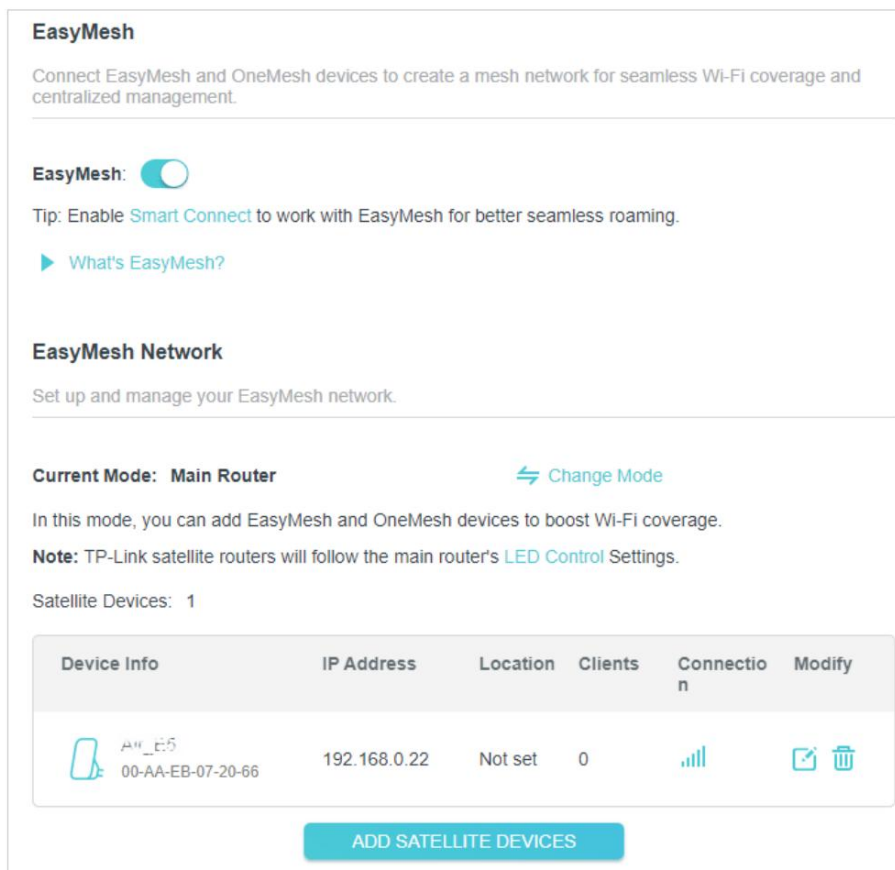 EasyMesh
Connect EasyMesh and OneMesh devices to create a mesh network for seamless Wi-Fi coverage and
centralized management.
EasyMesh:
Tip: Enable Smart Connect to work with EasyMesh for better seamless roaming.
What's EasyMesh?
EasyMesh Network
Set up and manage your EasyMesh network.
Current Mode: Main Router Change Mode
In this mode, you can add EasyMesh and OneMesh devices to boost Wi-Fi coverage.
Note: TP-Link satellite routers will follow the main router's LED Control Settings.
Satellite Devices: 1
Device Info IP Address Location Clients Connectio Modify
n
192.168.0.22 Not set 0
00-AA-EB-07-20-66
ADD SATELLITE DEVICES